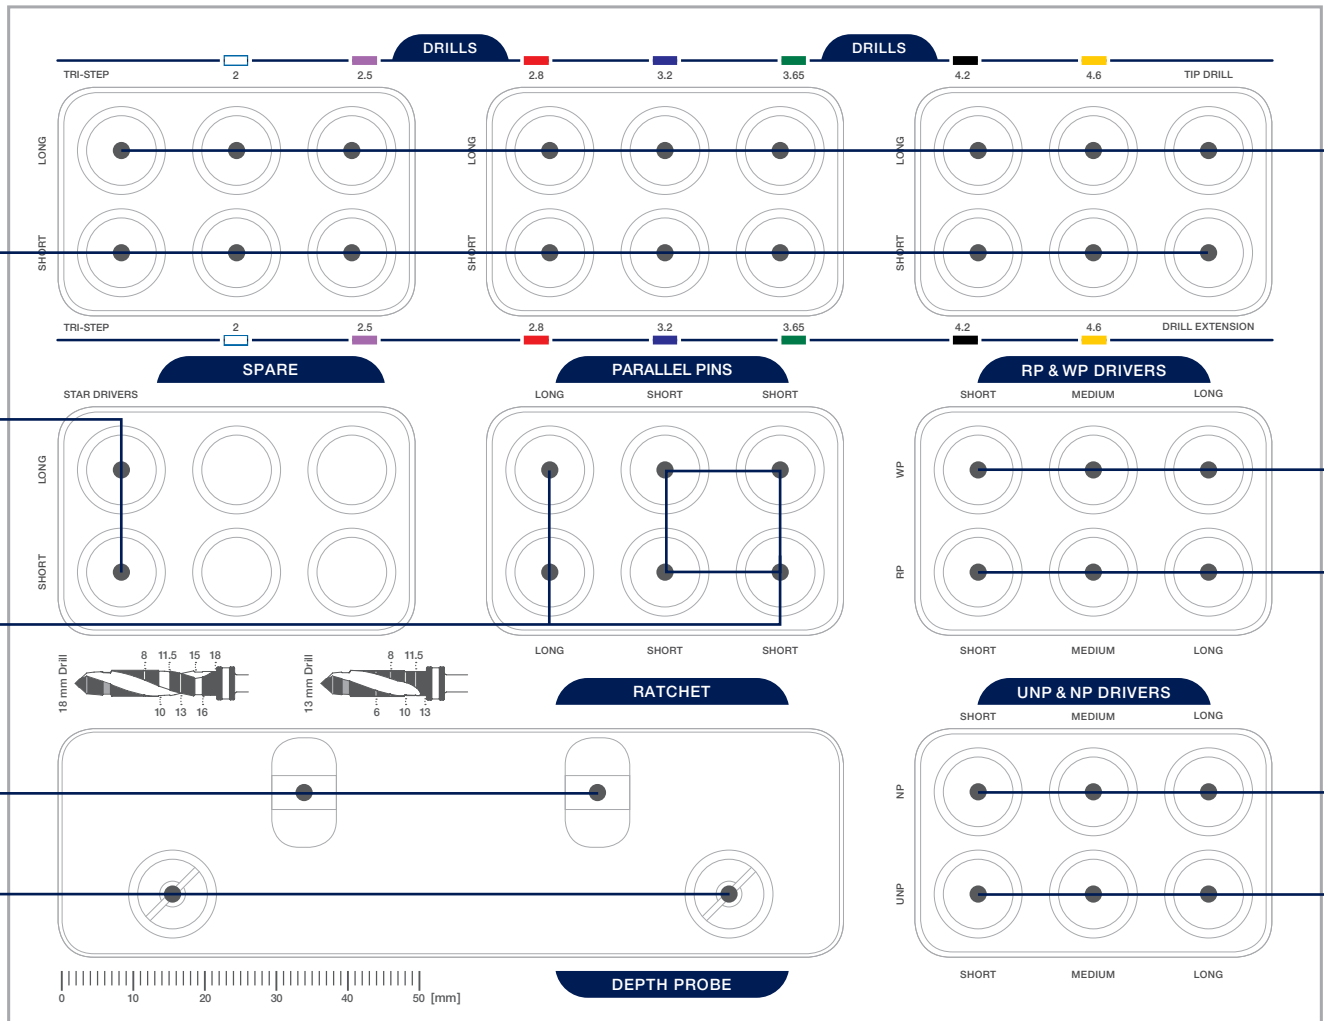 DRILLS DRILLS
TRI-STEP 2 2.5 2.8 3.2 3.65 4.2 4.6 TIP DRILL
LONG LONG LONG
SHORT SHORT SHORT
TRI-STEP 2 2.5 2.8 3.2 3.65 4.2 4.6 DRILL EXTENSION
SPARE PARALLEL PINS RP & WP DRIVERS
STAR DRIVERS LONG SHORT SHORT SHORT MEDIUM LONG
LONG WP
SHORT RP
LONG SHORT SHORT SHORT MEDIUM LONG
18 mm Drill 8 11.5 15 18 13 mm Drill 8 11.5
10 13 16 6 10 13
RATCHET UNP & NP DRIVERS
SHORT MEDIUM LONG
NP
UNP
DEPTH PROBE SHORT MEDIUM LONG
0 10 20 30 40 50 [mm]